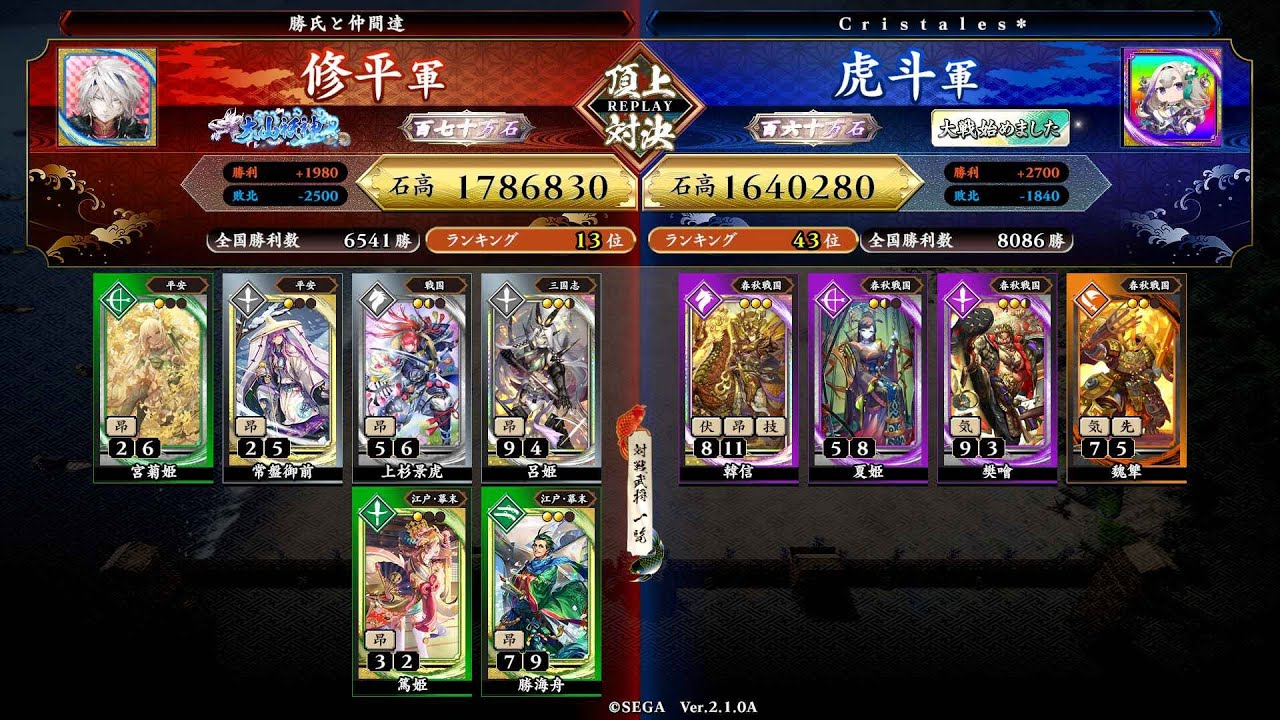 勝氏と仲間達
Cristales*
修平軍
頂上
REPLAY
対決
虎斗軍
百七十万石
百六十万石
大戦始めました
勝利 +1980
敗北 -2500
石高 1786830
石高 1640280
勝利 +2700
敗北 -1840
全国勝利数 6541勝
ランキング 13位
ランキング 43位
全国勝利数 8086勝
平安
平安
戦国
三国志
春秋戦国
春秋戦国
春秋戦国
春秋戦国
昂
昂
昂
昂
伏 昂 技
気
気 先
2 6
2 5
5 6
9 4
8 11
5 8
9 3
7 5
宮菊姫
常盤御前
上杉景虎
呂姫
韓信
夏姫
樊噲
魏犨
対戦武将一覧
江戸・幕末
江戸・幕末
昂
昂
3 2
7 9
篤姫
勝海舟
©SEGA Ver.2.1.0A